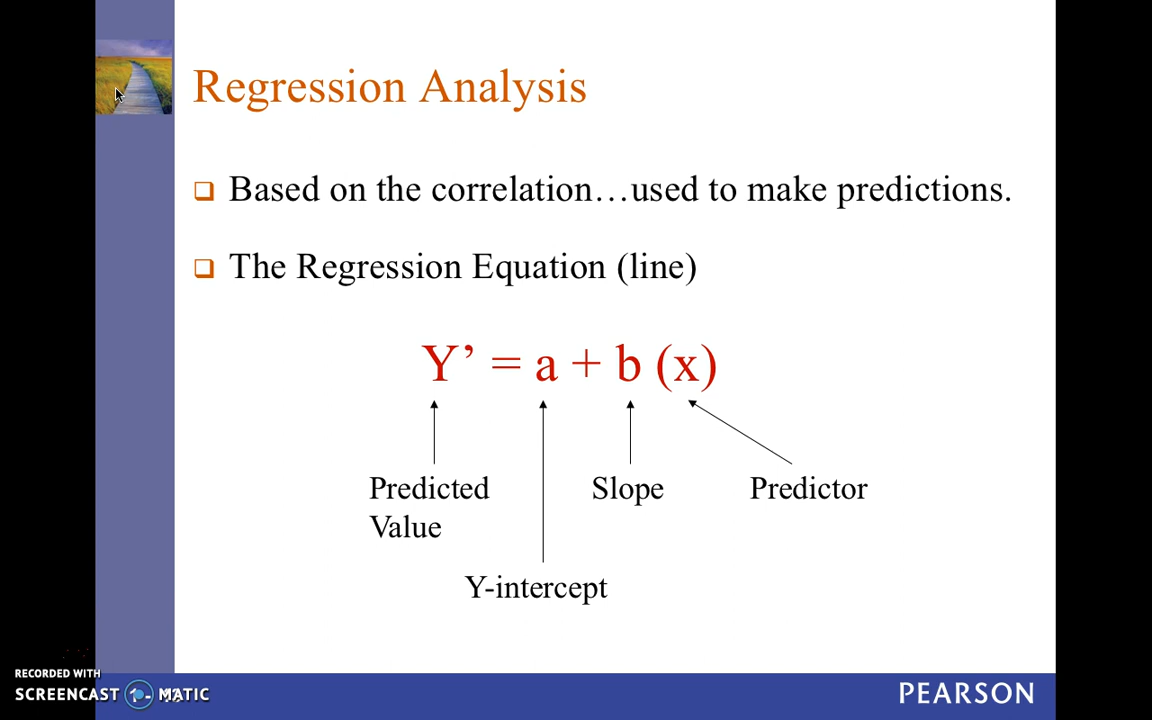 Regression Analysis
Based on the correlation…used to make predictions.
The Regression Equation (line)
Y’ = a + b (x)
Predicted Value
Slope
Predictor
Y-intercept
RECORDED WITH
SCREENCAST MATIC
PEARSON